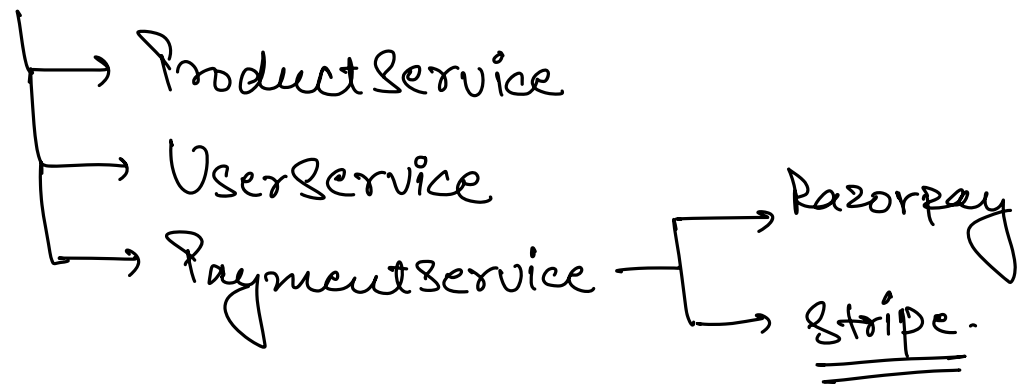 ProductService
UserService
PaymentService
Razorpay
Stripe.